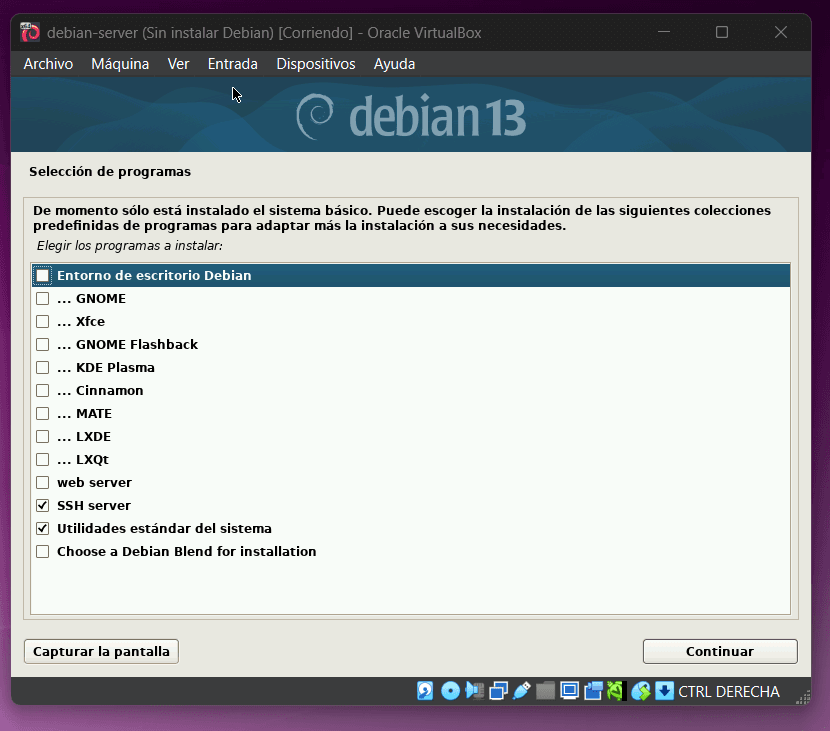 debian-server (Sin instalar Debian) [Corriendo] - Oracle VirtualBox
Archivo Máquina Ver Entrada Dispositivos Ayuda
debian 13
Selección de programas
De momento sólo está instalado el sistema básico. Puede escoger la instalación de las siguientes colecciones
predefinidas de programas para adaptar más la instalación a sus necesidades.
Elegir los programas a instalar:
Entorno de escritorio Debian
... GNOME
... Xfce
... GNOME Flashback
... KDE Plasma
... Cinnamon
... MATE
... LXDE
... LXQt
web server
SSH server
Utilidades estándar del sistema
Choose a Debian Blend for installation
Capturar la pantalla Continuar
CTRL DERECHA